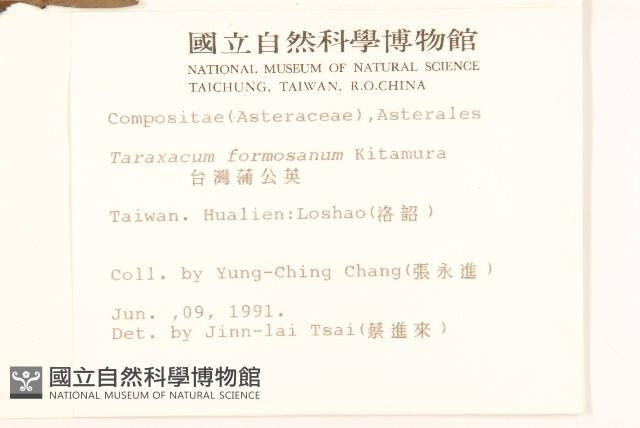 國立自然科學博物館
NATIONAL MUSEUM OF NATURAL SCIENCE
TAICHUNG, TAIWAN, R.O.CHINA
Compositae(Asteraceae),Asterales
Taraxacum formosanum Kitamura
台灣蒲公英
Taiwan. Hualien:Loshao(洛韶)
Coll. by Yung-Ching Chang(張永進)
Jun. ,09, 1991.
Det. by Jinn-lai Tsai(蔡進來)
國立自然科學博物館
NATIONAL MUSEUM OF NATURAL SCIENCE